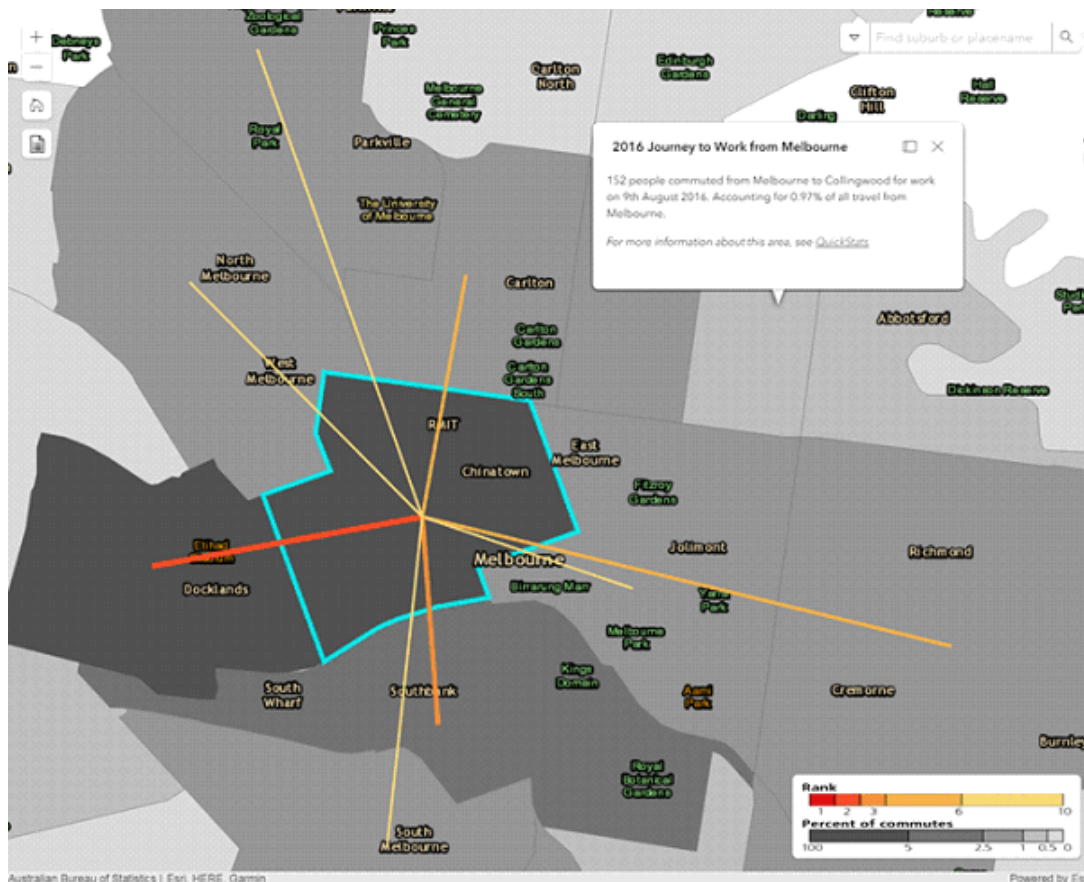 Zoological
Gardens
Princes
Park
Debneys
Park
Find suburb or placename
Reserve
Edinburgh
Gardens
Carlton
North
Melbourne
General
Cemetery
Clifton
Hill
Hall
Reserve
Darling
Royal
Park
Parkville
2016 Journey to Work from Melbourne
152 people commuted from Melbourne to Collingwood for work
on 9th August 2016. Accounting for 0.97% of all travel from
Melbourne.
For more information about this area, see QuickStats
The University
of Melbourne
North
Melbourne
Carlton
Abbotsford
Carlton
Gardens
West
Melbourne
Carlton
Gardens
South
Dickinson Reserve
RMIT
East
Melbourne
Chinatown
Fitzroy
Gardens
Etihad
Jolimont
Richmond
Melbourne
Docklands
Birrarung Marr
Yarra
Park
Melbourne
Park
Kings
Domain
South
Wharf
Southbank
Aami
Park
Cremorne
Burnley
Royal
Botanical
Gardens
Rank
1 2 3 6 10
Percent of commutes
100 5 2.5 1 0.5 0
South
Melbourne
Australian Bureau of Statistics | Esri, HERE, Garmin
Powered by Es